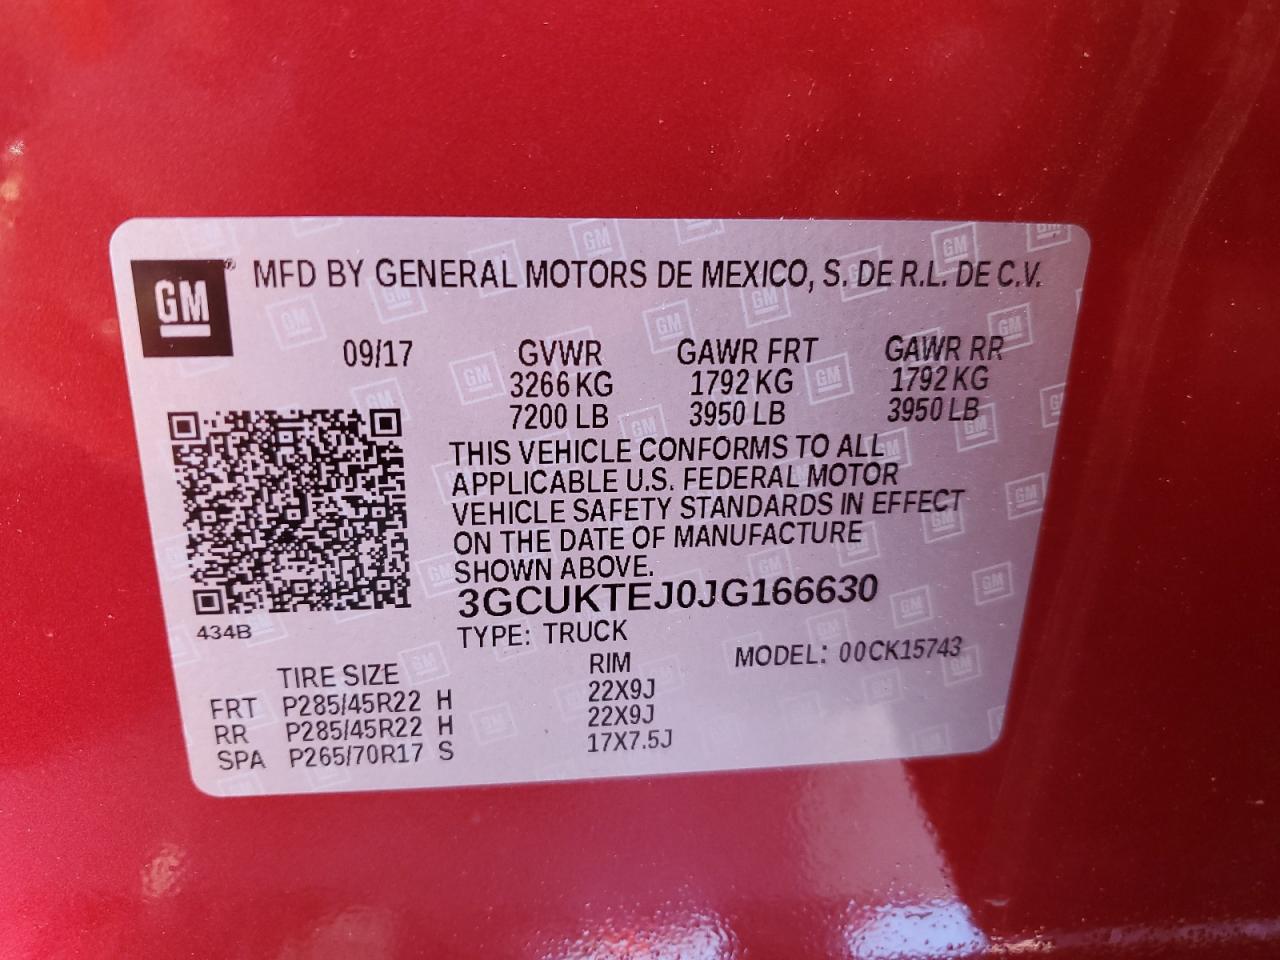 GM ® MFD BY GENERAL MOTORS DE MEXICO, S. DE R.L. DE C.V.
09/17 GVWR GAWR FRT GAWR RR
3266 KG 1792 KG 1792 KG
7200 LB 3950 LB 3950 LB
THIS VEHICLE CONFORMS TO ALL
APPLICABLE U.S. FEDERAL MOTOR
VEHICLE SAFETY STANDARDS IN EFFECT
ON THE DATE OF MANUFACTURE
SHOWN ABOVE.
3GCUKTEJ0JG166630
434B TYPE: TRUCK
MODEL: 00CK15743
TIRE SIZE RIM
FRT P285/45R22 H 22X9J
RR P285/45R22 H 22X9J
SPA P265/70R17 S 17X7.5J